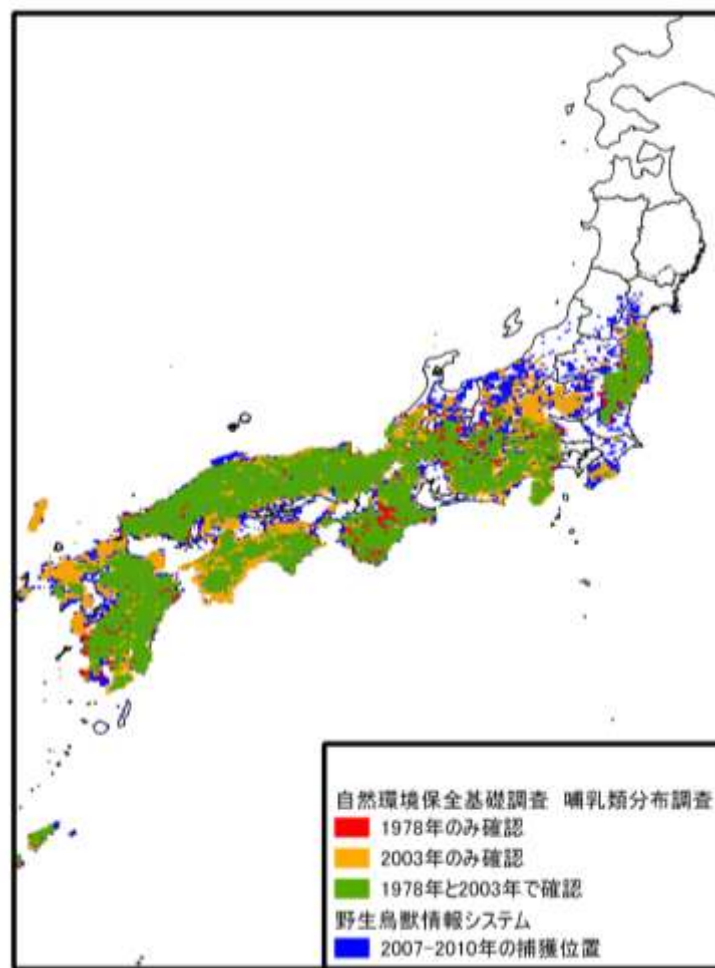 自然環境保全基礎調査 哺乳類分布調査
1978年のみ確認
2003年のみ確認
1978年と2003年で確認
野生鳥獣情報システム
2007-2010年の捕獲位置